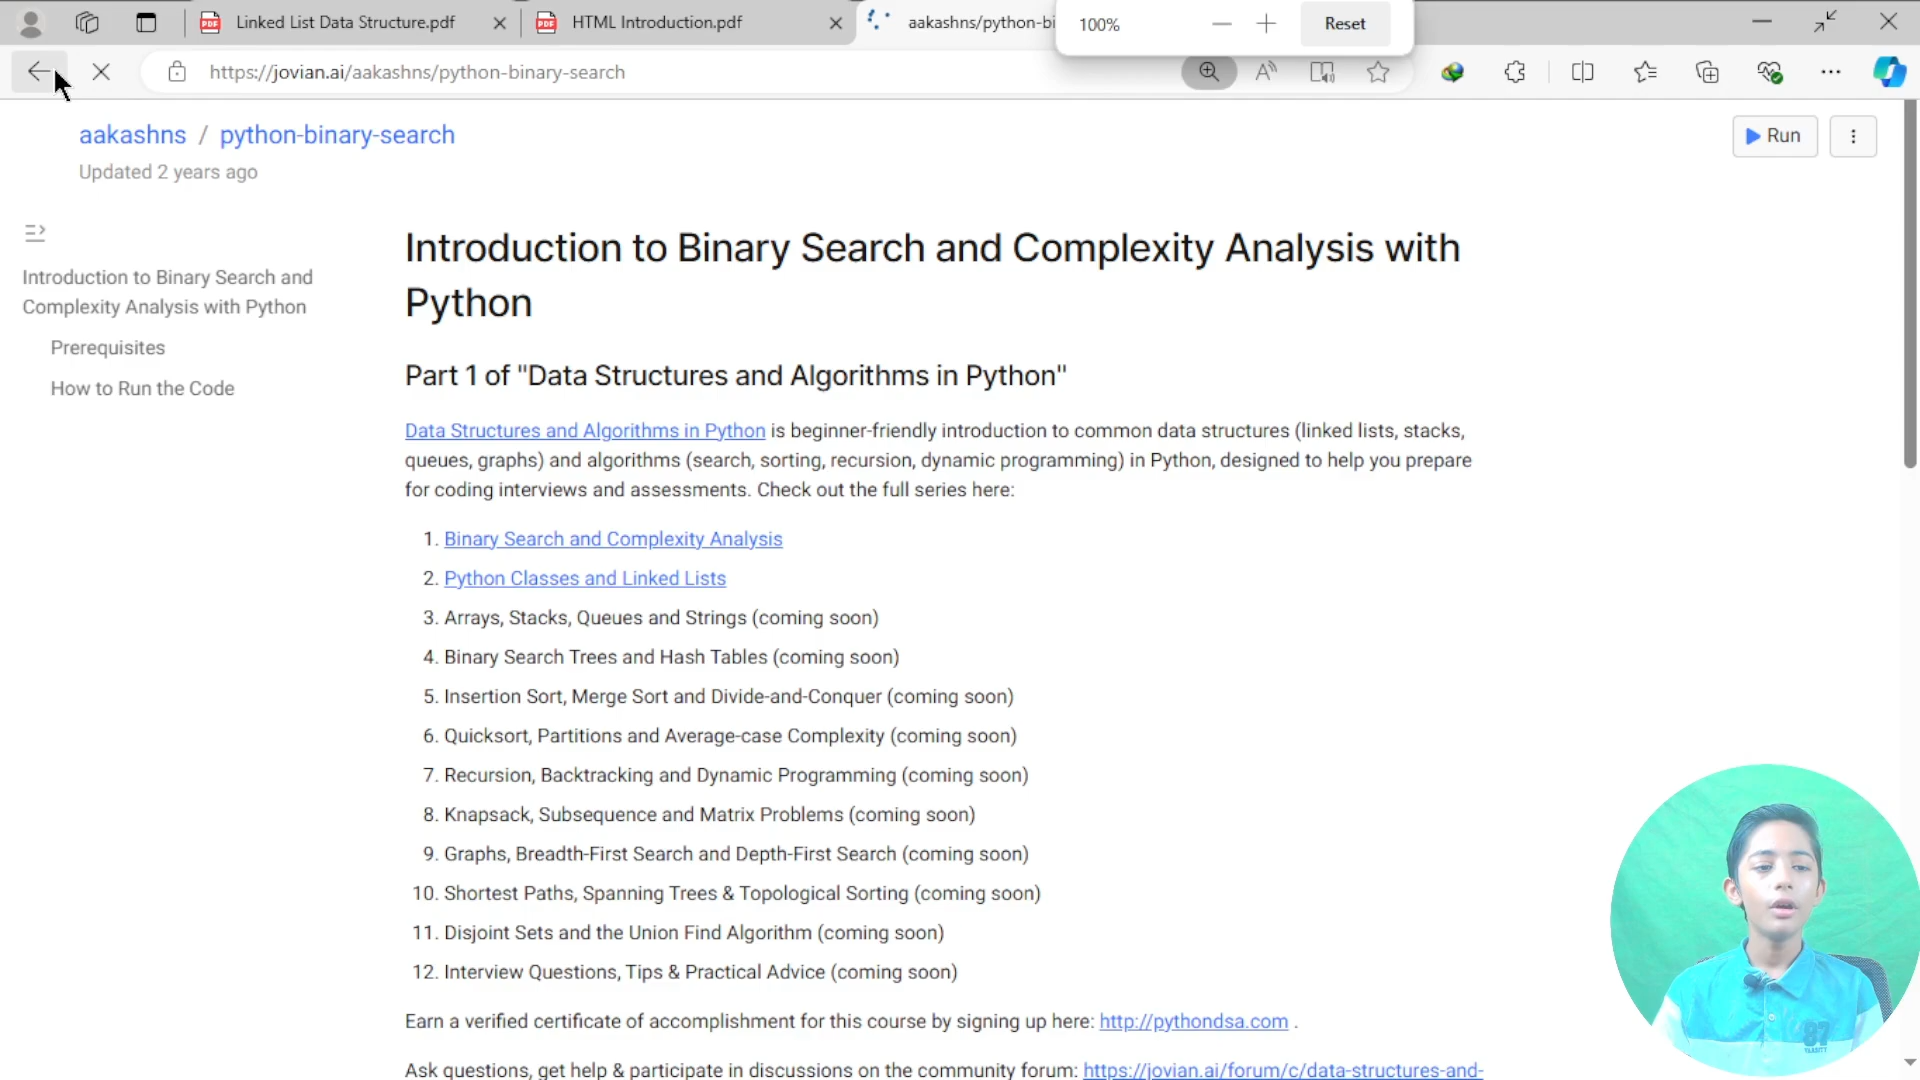 Linked List Data Structure.pdf
HTML Introduction.pdf
aakashns/python-bi
100%
Reset
https://jovian.ai/aakashns/python-binary-search
aakashns / python-binary-search
Run
Updated 2 years ago
Introduction to Binary Search and
Complexity Analysis with Python
Prerequisites
How to Run the Code
Introduction to Binary Search and Complexity Analysis with
Python
Part 1 of "Data Structures and Algorithms in Python"
Data Structures and Algorithms in Python is beginner-friendly introduction to common data structures (linked lists, stacks,
queues, graphs) and algorithms (search, sorting, recursion, dynamic programming) in Python, designed to help you prepare
for coding interviews and assessments. Check out the full series here:
1. Binary Search and Complexity Analysis
2. Python Classes and Linked Lists
3. Arrays, Stacks, Queues and Strings (coming soon)
4. Binary Search Trees and Hash Tables (coming soon)
5. Insertion Sort, Merge Sort and Divide-and-Conquer (coming soon)
6. Quicksort, Partitions and Average-case Complexity (coming soon)
7. Recursion, Backtracking and Dynamic Programming (coming soon)
8. Knapsack, Subsequence and Matrix Problems (coming soon)
9. Graphs, Breadth-First Search and Depth-First Search (coming soon)
10. Shortest Paths, Spanning Trees & Topological Sorting (coming soon)
11. Disjoint Sets and the Union Find Algorithm (coming soon)
12. Interview Questions, Tips & Practical Advice (coming soon)
Earn a verified certificate of accomplishment for this course by signing up here: http://pythondsa.com .
Ask questions, get help & participate in discussions on the community forum: https://jovian.ai/forum/c/data-structures-and-
87